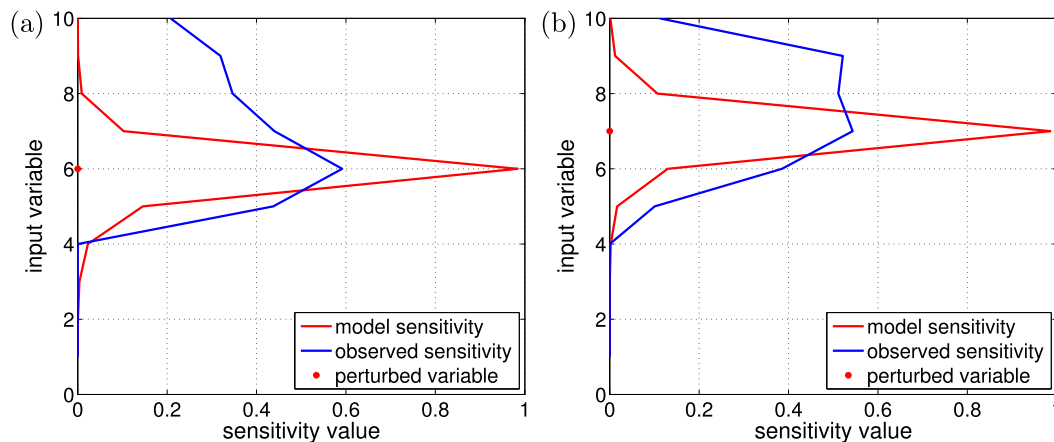 (a)
10
8
6
4
2
0
input variable
0
0.2
0.4
0.6
0.8
1
sensitivity value
model sensitivity
observed sensitivity
perturbed variable
(b)
10
8
6
4
2
0
input variable
0
0.2
0.4
0.6
0.8
sensitivity value
model sensitivity
observed sensitivity
perturbed variable